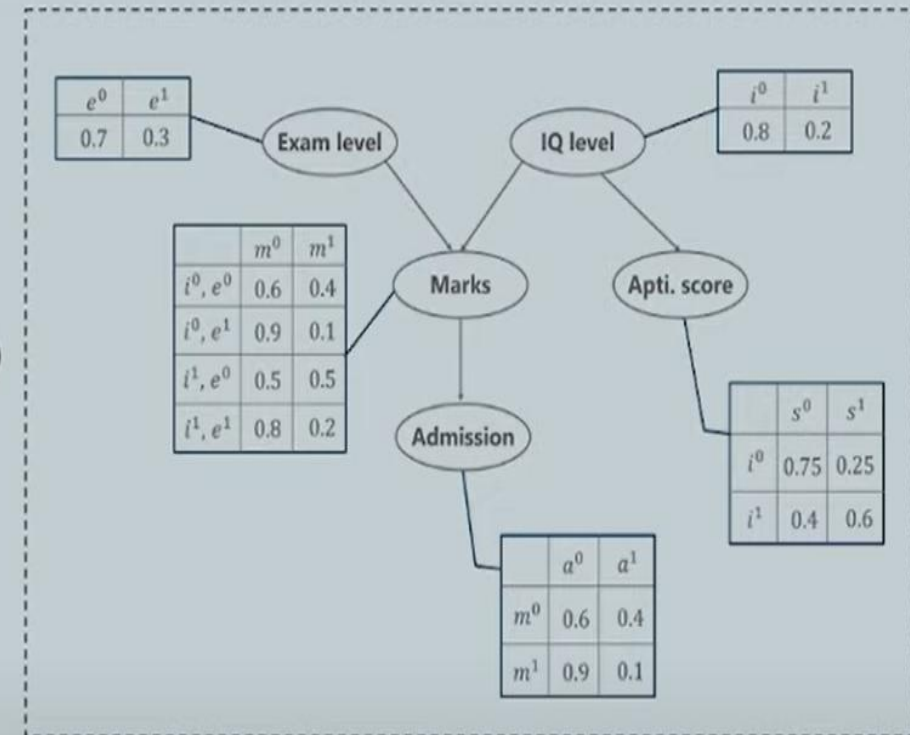 e⁰ e¹
0.7 0.3
Exam level
IQ level
i⁰ i¹
0.8 0.2
m⁰ m¹
i⁰, e⁰ 0.6 0.4
i⁰, e¹ 0.9 0.1
i¹, e⁰ 0.5 0.5
i¹, e¹ 0.8 0.2
Marks
Apti. score
Admission
s⁰ s¹
i⁰ 0.75 0.25
i¹ 0.4 0.6
a⁰ a¹
m⁰ 0.6 0.4
m¹ 0.9 0.1